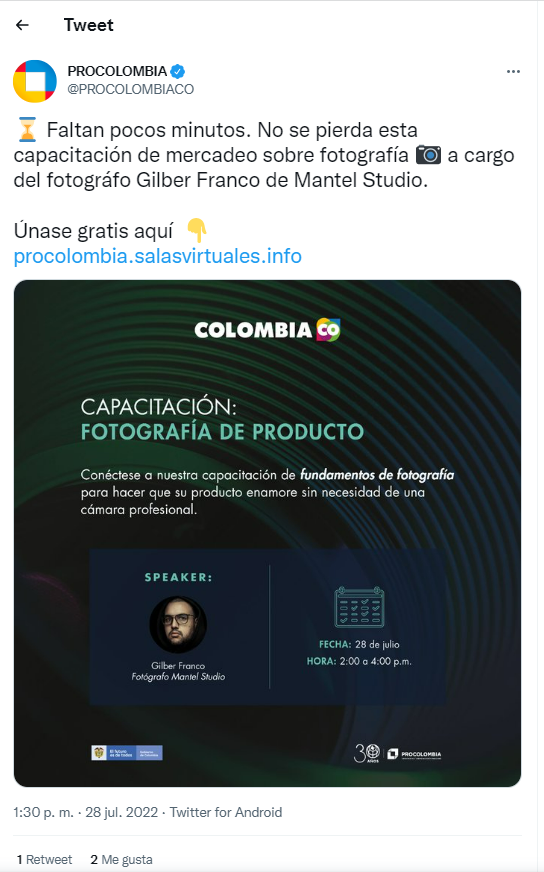 Tweet
PROCOLOMBIA
@PROCOLOMBIACO
⏳ Faltan pocos minutos. No se pierda esta
capacitación de mercadeo sobre fotografía 📷 a cargo
del fotográfo Gilber Franco de Mantel Studio.
Únase gratis aquí 👇
procolombia.salasvirtuales.info
COLOMBIA CO
CAPACITACIÓN:
FOTOGRAFÍA DE PRODUCTO
Conéctese a nuestra capacitación de fundamentos de fotografía
para hacer que su producto enamore sin necesidad de una
cámara profesional.
SPEAKER:
Gilber Franco
Fotógrafo Mantel Studio
FECHA: 28 de julio
HORA: 2:00 a 4:00 p.m.
El futuro
es de todos
30 AÑOS
PROCOLOMBIA
1:30 p. m. · 28 jul. 2022 · Twitter for Android
1 Retweet 2 Me gusta